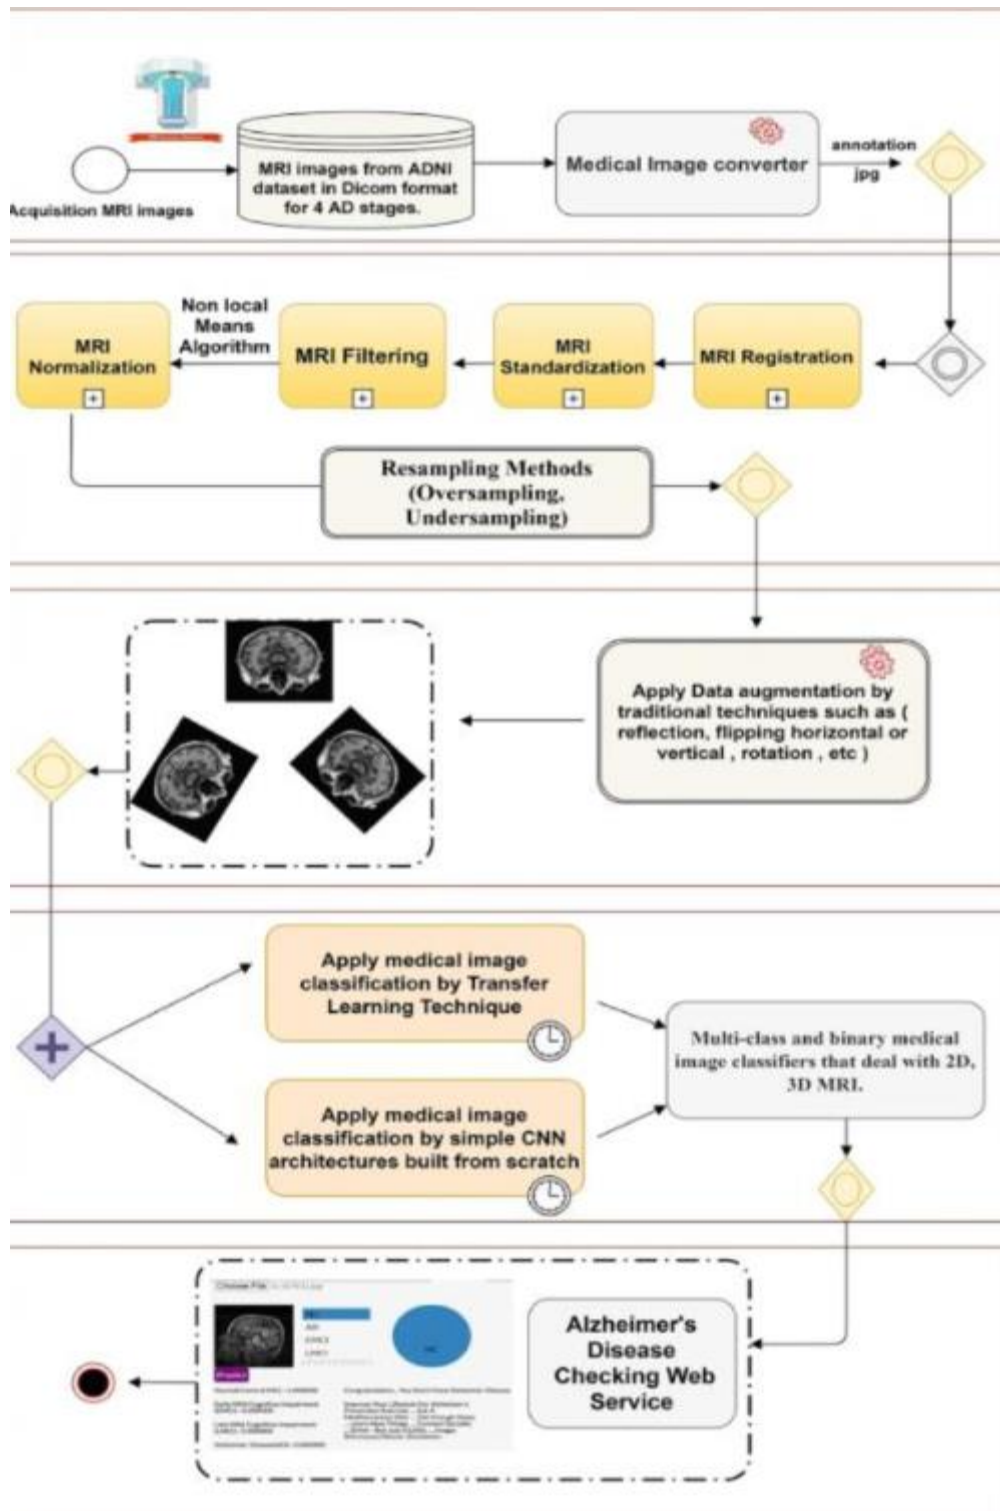 MRI images from ADNI
dataset in Dicom format
for 4 AD stages.
Acquisition MRI images
Medical Image converter
annotation
jpg
MRI
Normalization
Non local
Means
Algorithm
MRI Filtering
MRI
Standardization
MRI Registration
Resampling Methods
(Oversampling,
Undersampling)
Apply Data augmentation by
traditional techniques such as (
reflection, flipping horizontal or
vertical , rotation , etc )
Apply medical image
classification by Transfer
Learning Technique
Apply medical image
classification by simple CNN
architectures built from scratch
Multi-class and binary medical
image classifiers that deal with 2D,
3D MRI.
Choose File
Alzheimer's
Disease
Checking Web
Service